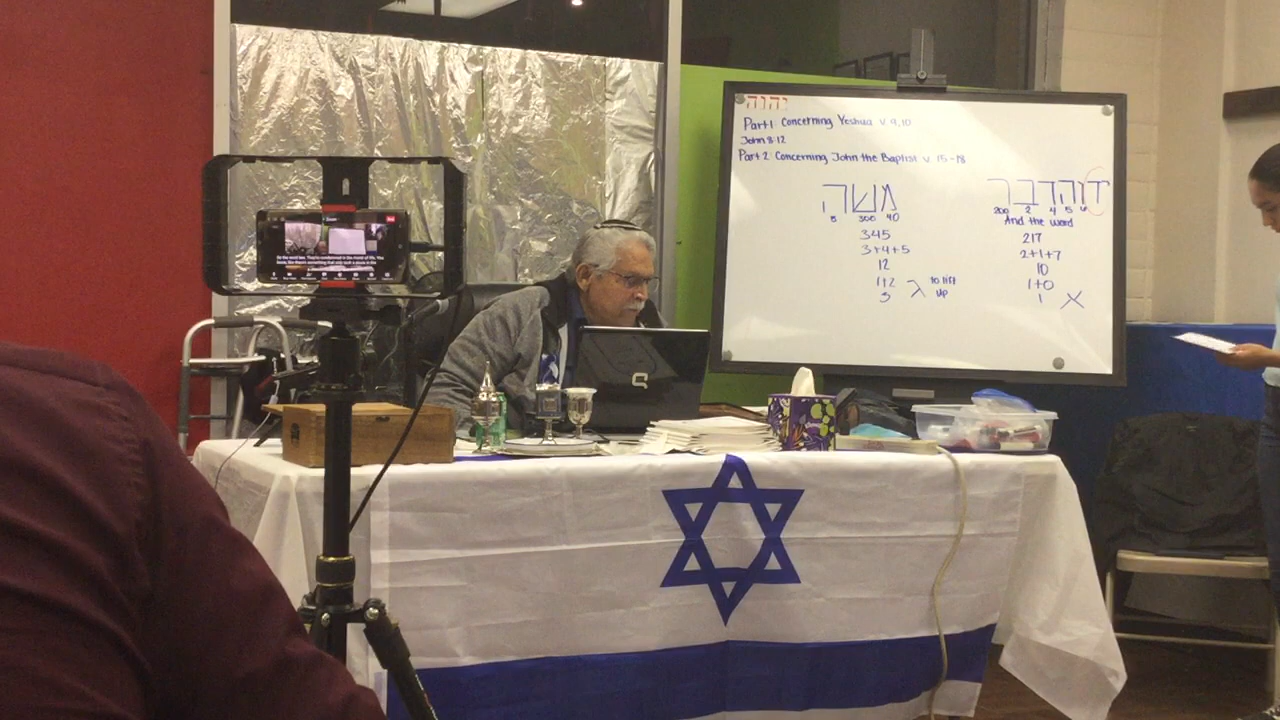 יהוה
Part 1: Concerning Yeshua v 9,10
John 8:12
Part 2: Concerning John the Baptist v. 15-18
משה
5 300 40
345
3+4+5
12
1+2
3
ג to lift
up
והדבר
200 2 4 5 6
And the word
217
2+1+7
10
1+0
1 א